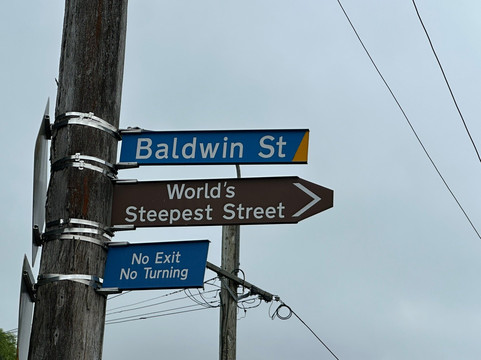 Baldwin St
World's
Steepest Street
No Exit
No Turning